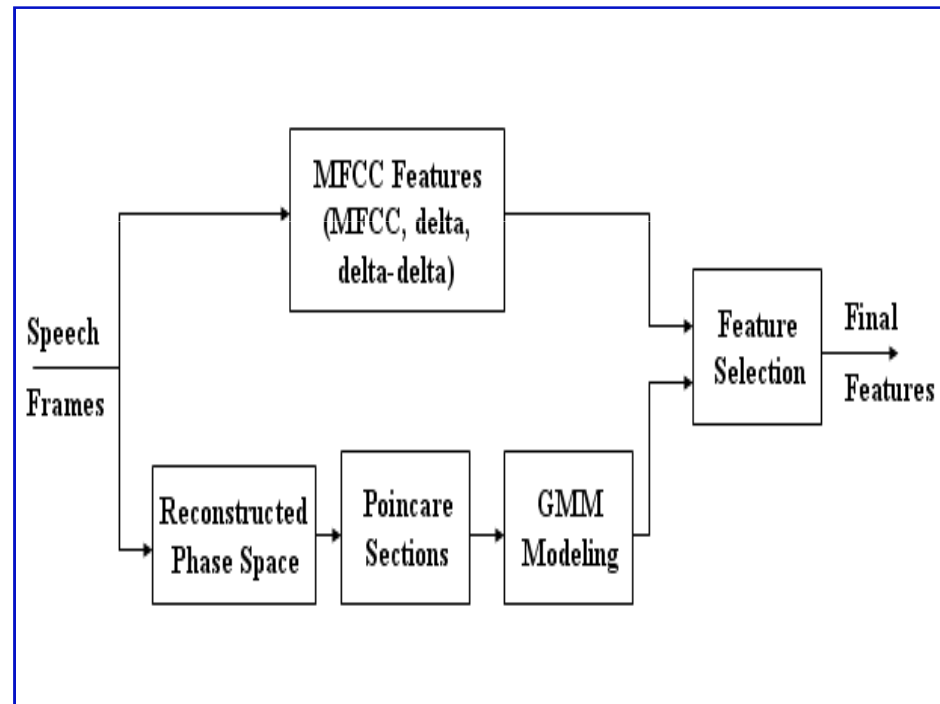 MFCC Features
(MFCC, delta,
delta-delta)
Speech
Frames
Reconstructed
Phase Space
Poincare
Sections
GMM
Modeling
Feature
Selection
Final
Features